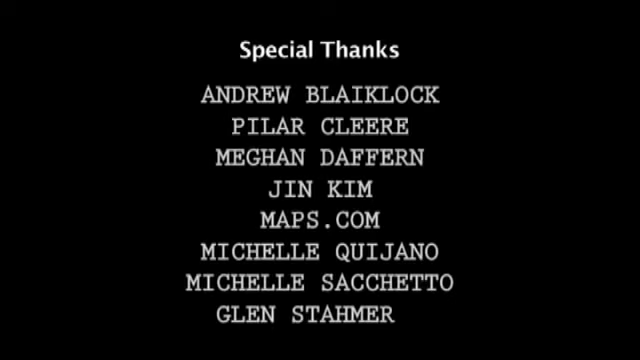 Special Thanks
ANDREW BLAIKLOCK
PILAR CLEERE
MEGHAN DAFFERN
JIN KIM
MAPS.COM
MICHELLE QUIJANO
MICHELLE SACCHETTO
GLEN STAHMER